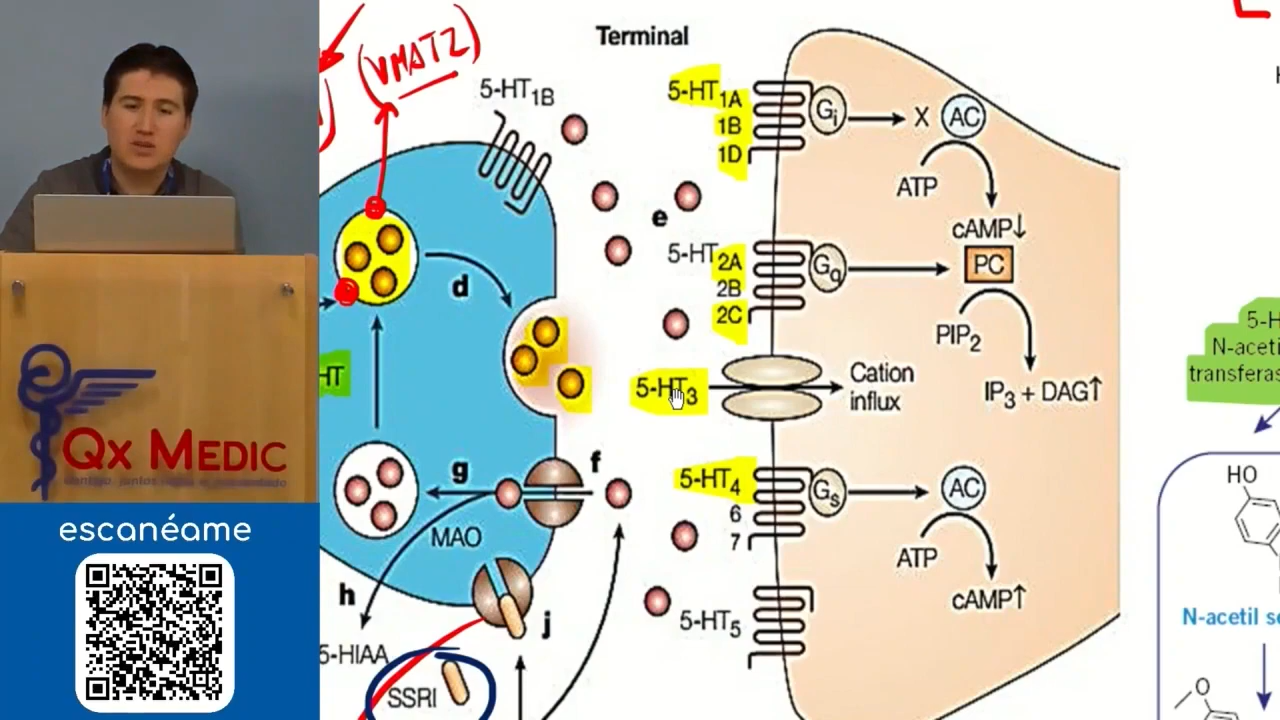 (VMAT2)
Terminal
5-HT1B
5-HT1A
1B
1D
Gi
X
AC
ATP
cAMP↓
e
5-HT2A
2B
2C
Gq
PC
PIP2
IP3 + DAG↑
d
HT
5-HT3
Cation
influx
g
f
MAO
h
5-HIAA
j
SSRI
5-HT4
6
7
Gs
AC
ATP
cAMP↑
5-HT5
5-H
N-aceti
transferas
HO
N-acetil se
O
H
Qx MEDIC
escanéame